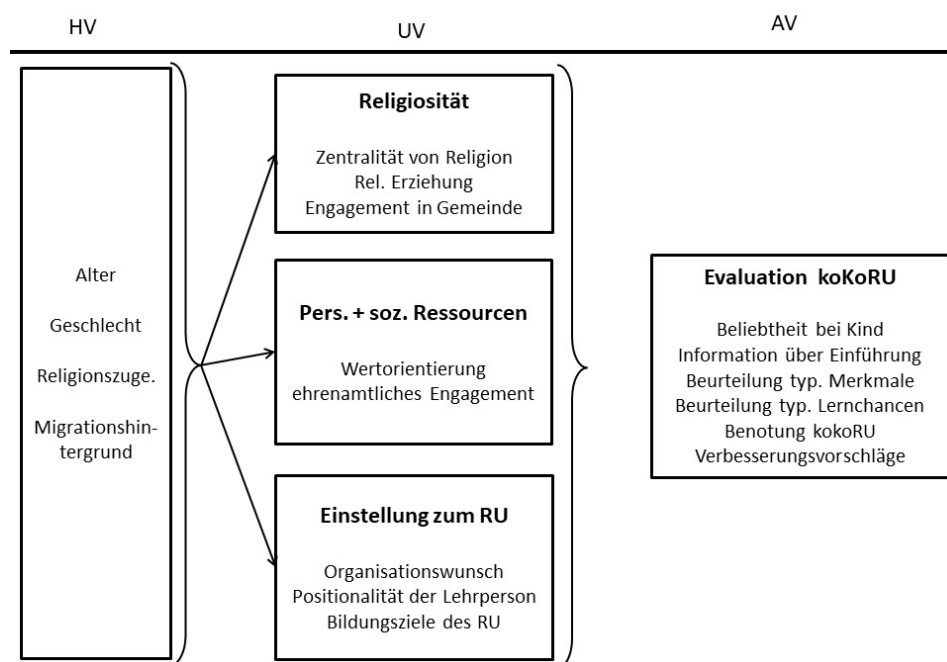 HV
UV
AV
Alter
Geschlecht
Religionszuge.
Migrationshin-
tergrund
Religiosität
Zentralität von Religion
Rel. Erziehung
Engagement in Gemeinde
Pers. + soz. Ressourcen
Wertorientierung
ehrenamtliches Engagement
Einstellung zum RU
Organisationswunsch
Positionalität der Lehrperson
Bildungsziele des RU
Evaluation koKoRU
Beliebtheit bei Kind
Information über Einführung
Beurteilung typ. Merkmale
Beurteilung typ. Lernchancen
Benotung kokoRU
Verbesserungsvorschläge